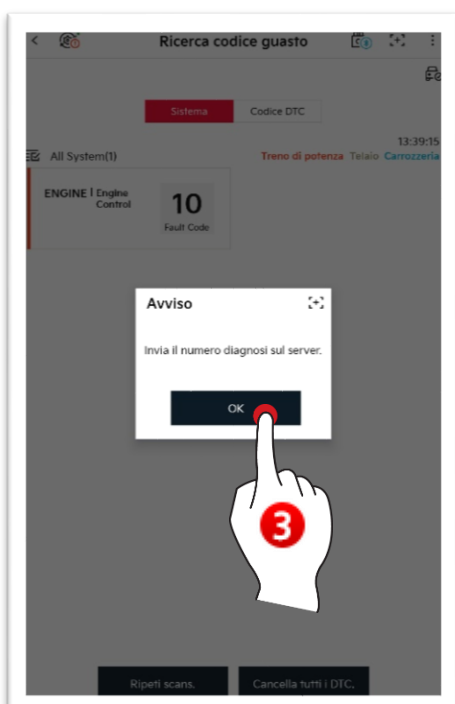 Ricerca codice guasto
Sistema Codice DTC
13:39:15
All System(1) Treno di potenza Telaio Carrozzeria
ENGINE | Engine
Control
10
Fault Code
Avviso
Invia il numero diagnosi sul server.
OK
3
Ripeti scans. Cancella tutti i DTC.